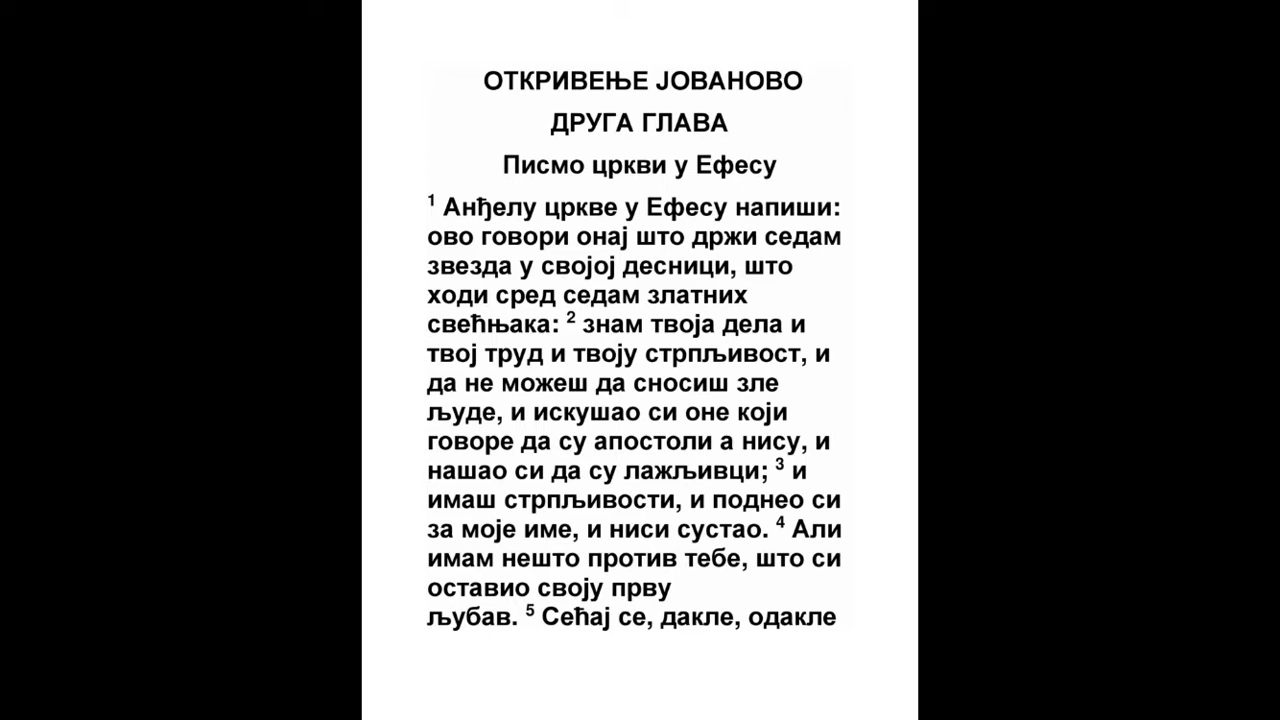 ОТКРИВЕЊЕ ЈОВАНОВО
ДРУГА ГЛАВА
Писмо цркви у Ефесу
¹ Анђелу цркве у Ефесу напиши:
ово говори онај што држи седам
звезда у својој десници, што
ходи сред седам златних
свећњака: ² знам твоја дела и
твој труд и твоју стрпљивост, и
да не можеш да сносиш зле
људе, и искушао си оне који
говоре да су апостоли а нису, и
нашао си да су лажљивци; ³ и
имаш стрпљивости, и поднео си
за моје име, и ниси сустао. ⁴ Али
имам нешто против тебе, што си
оставио своју прву
љубав. ⁵ Сећај се, дакле, одакле